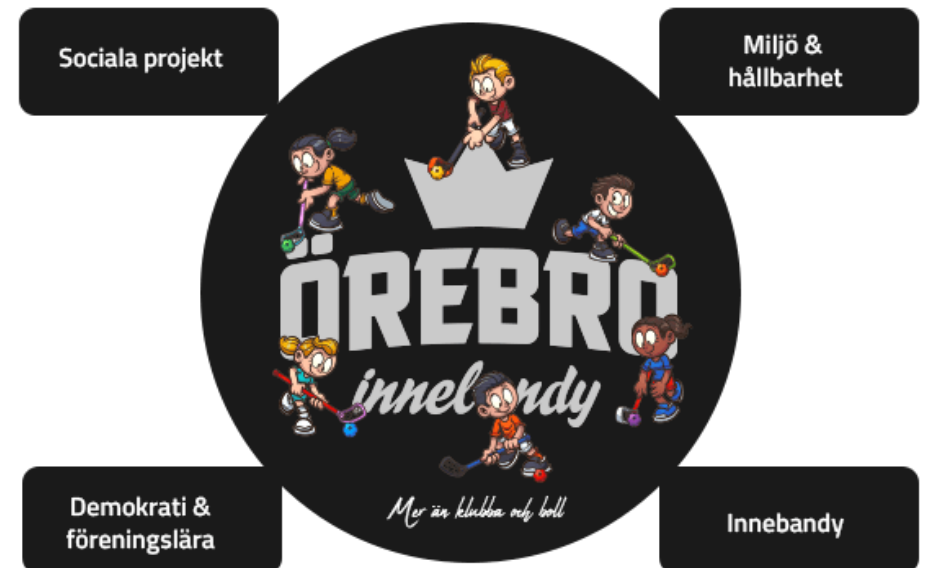 Sociala projekt
Miljö &
hållbarhet
ÖREBRO
innebandy
Mer än klubba och boll
Demokrati &
föreningslära
Innebandy